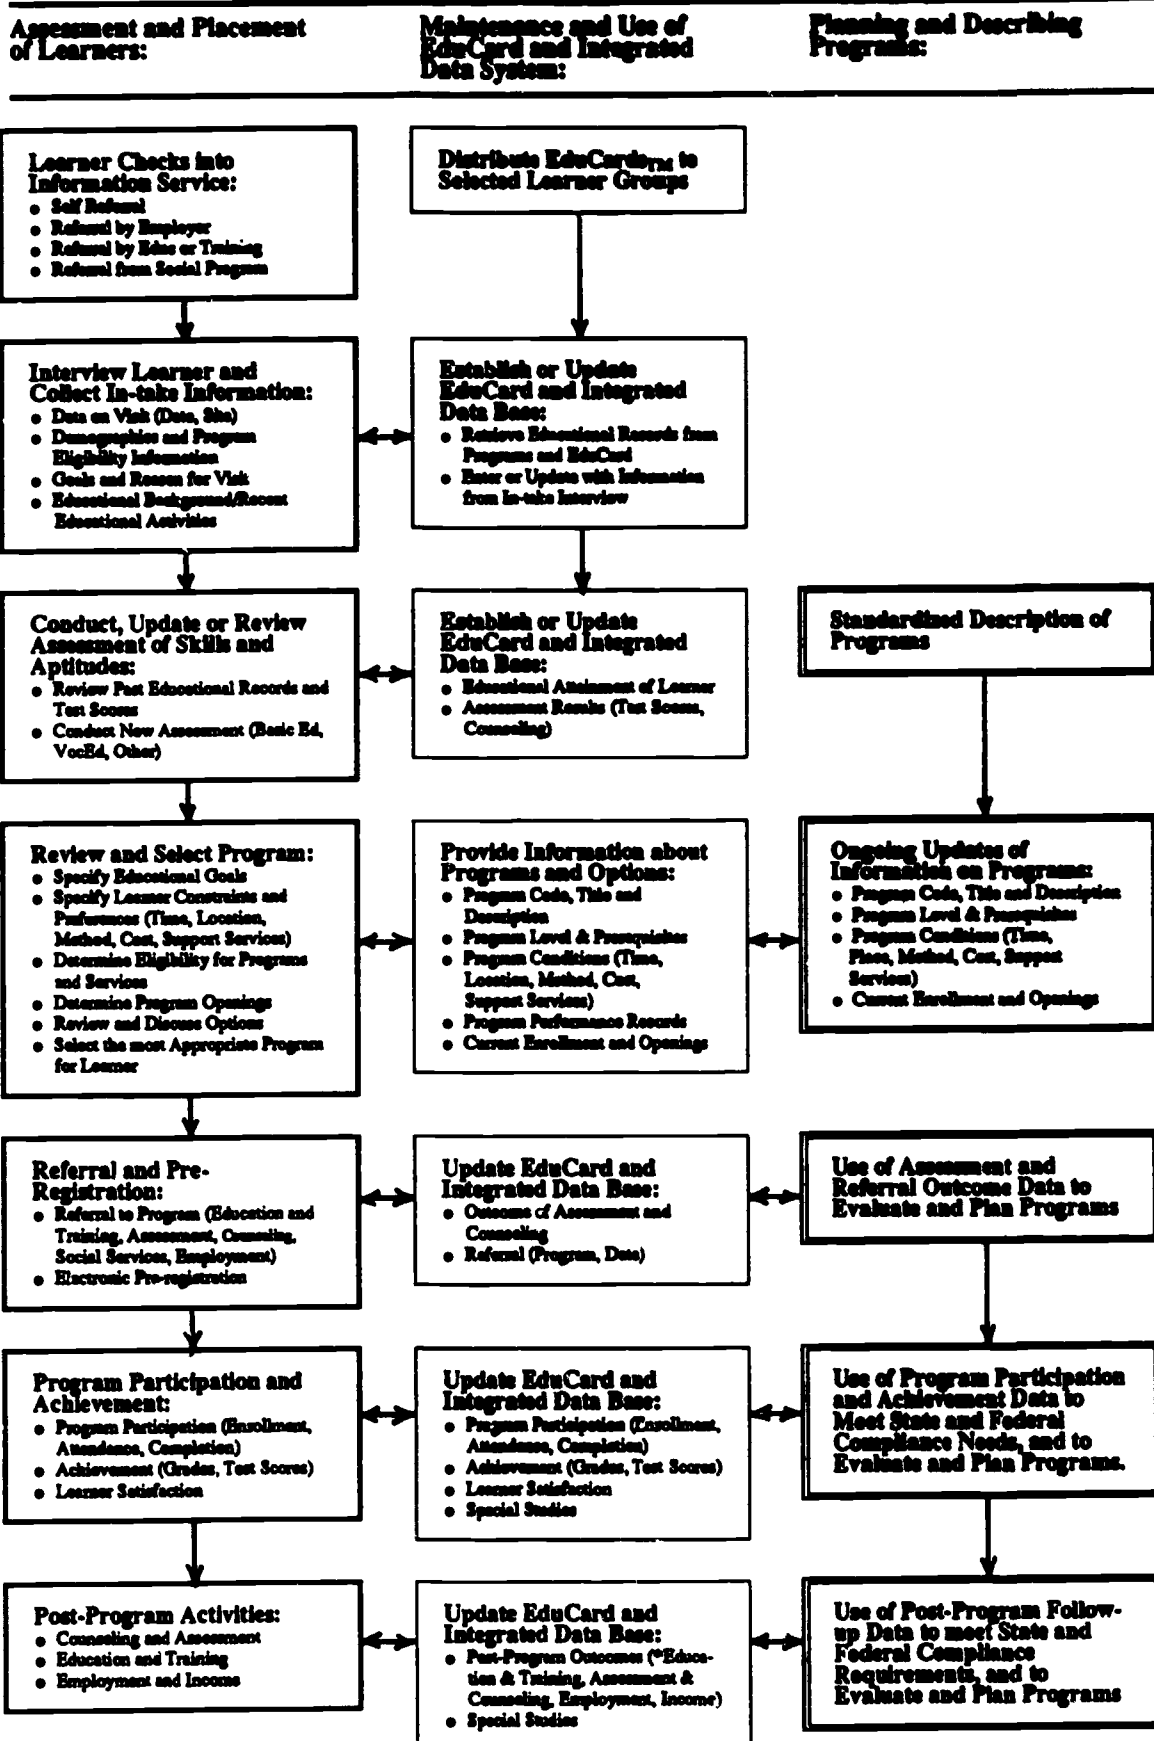 Assessment and Placement
of Learners:
Maintenance and Use of
EduCard and Integrated
Data System:
Planning and Describing
Programs:
Learner Checks into
Information Service:
● Self Referral
● Referral by Employer
● Referral by Educ or Training
● Referral from Social Program
Distribute EduCards™ to
Selected Learner Groups
Interview Learner and
Collect In-take Information:
● Data on Visit (Date, Site)
● Demographics and Program
Eligibility Information
● Goals and Reason for Visit
● Educational Background/Recent
Educational Activities
Establish or Update
EduCard and Integrated
Data Base:
● Retrieve Educational Records from
Programs and EduCard
● Enter or Update with Information
from In-take Interview
Conduct, Update or Review
Assessment of Skills and
Aptitudes:
● Review Past Educational Records and
Test Scores
● Conduct New Assessment (Basic Ed,
VocEd, Other)
Establish or Update
EduCard and Integrated
Data Base:
● Educational Attainment of Learner
● Assessment Results (Test Scores,
Counseling)
Standardized Description of
Programs
Review and Select Program:
● Specify Educational Goals
● Specify Learner Constraints and
Preferences (Time, Location,
Method, Cost, Support Services)
● Determine Eligibility for Programs
and Services
● Determine Program Openings
● Review and Discuss Options
● Select the most Appropriate Program
for Learner
Provide Information about
Programs and Options:
● Program Code, Title and
Description
● Program Level & Prerequisites
● Program Conditions (Time,
Location, Method, Cost,
Support Services)
● Program Performance Records
● Current Enrollment and Openings
Ongoing Updates of
Information on Programs:
● Program Code, Title and Description
● Program Level & Prerequisites
● Program Conditions (Time,
Place, Method, Cost, Support
Services)
● Current Enrollment and Openings
Referral and Pre-
Registration:
● Referral to Program (Education and
Training, Assessment, Counseling,
Social Services, Employment)
● Electronic Pre-registration
Update EduCard and
Integrated Data Base:
● Outcome of Assessment and
Counseling
● Referral (Program, Date)
Use of Assessment and
Referral Outcome Data to
Evaluate and Plan Programs
Program Participation and
Achievement:
● Program Participation (Enrollment,
Attendance, Completion)
● Achievement (Grades, Test Scores)
● Learner Satisfaction
Update EduCard and
Integrated Data Base:
● Program Participation (Enrollment,
Attendance, Completion)
● Achievement (Grades, Test Scores)
● Learner Satisfaction
● Special Studies
Use of Program Participation
and Achievement Data to
Meet State and Federal
Compliance Needs, and to
Evaluate and Plan Programs.
Post-Program Activities:
● Counseling and Assessment
● Education and Training
● Employment and Income
Update EduCard and
Integrated Data Base:
● Post-Program Outcomes (*Educa-
tion & Training, Assessment &
Counseling, Employment, Income)
● Special Studies
Use of Post-Program Follow-
up Data to meet State and
Federal Compliance
Requirements, and to
Evaluate and Plan Programs